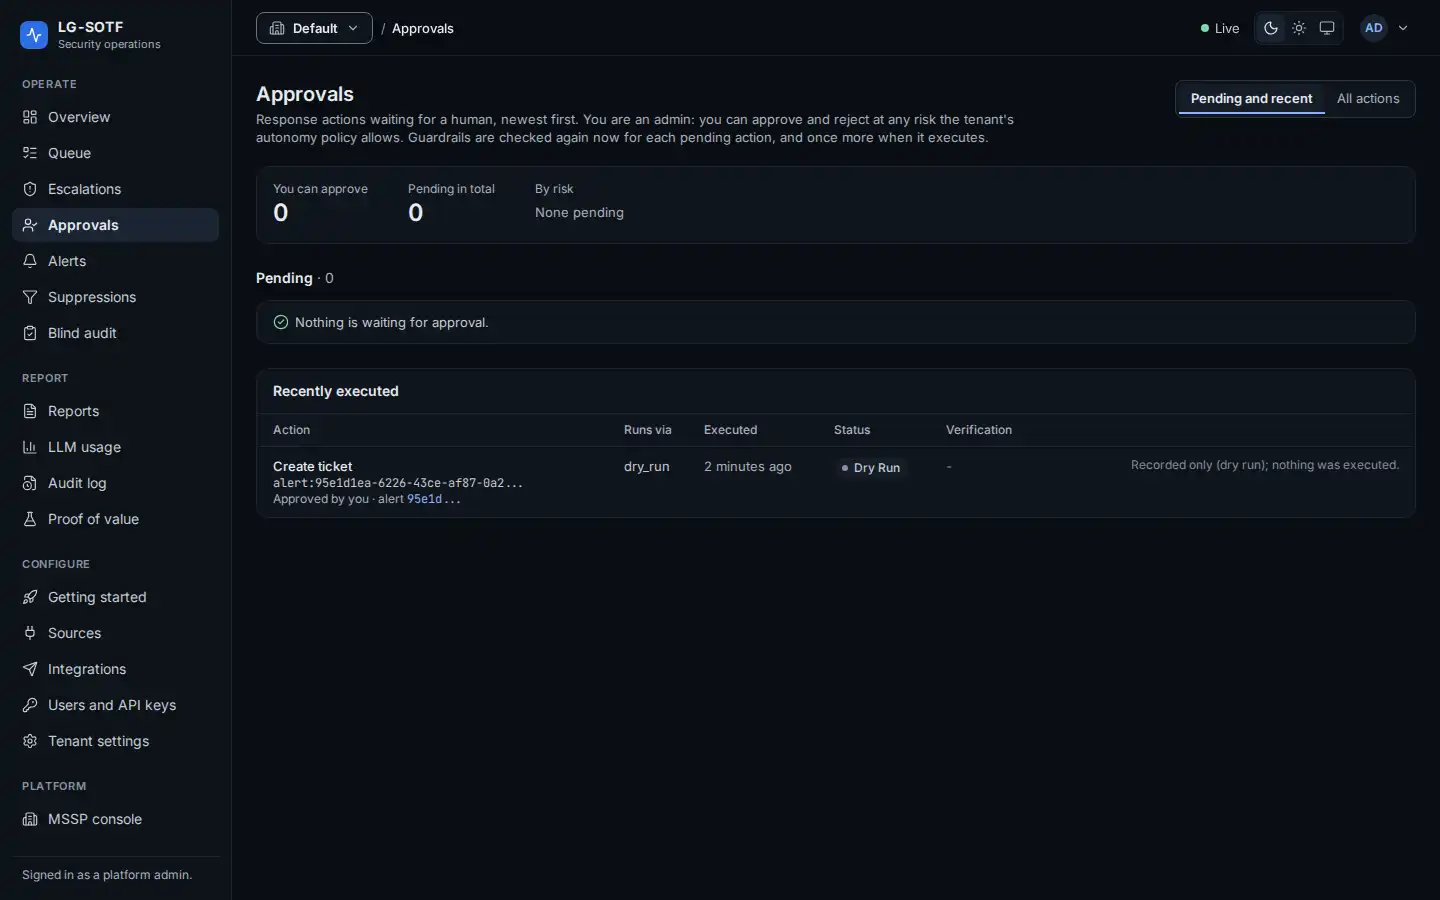 LG-SOTF
Security operations
OPERATE
Overview
Queue
Escalations
Approvals
Alerts
Suppressions
Blind audit
REPORT
Reports
LLM usage
Audit log
Proof of value
CONFIGURE
Getting started
Sources
Integrations
Users and API keys
Tenant settings
PLATFORM
MSSP console
Signed in as a platform admin.
Default / Approvals
Live
AD
Approvals
Response actions waiting for a human, newest first. You are an admin: you can approve and reject at any risk the tenant's
autonomy policy allows. Guardrails are checked again now for each pending action, and once more when it executes.
Pending and recent All actions
You can approve Pending in total By risk
0 0 None pending
Pending · 0
Nothing is waiting for approval.
Recently executed
Action Runs via Executed Status Verification
Create ticket dry_run 2 minutes ago Dry Run - Recorded only (dry run); nothing was executed.
alert:95e1d1ea-6226-43ce-af87-0a2...
Approved by you · alert 95e1d...